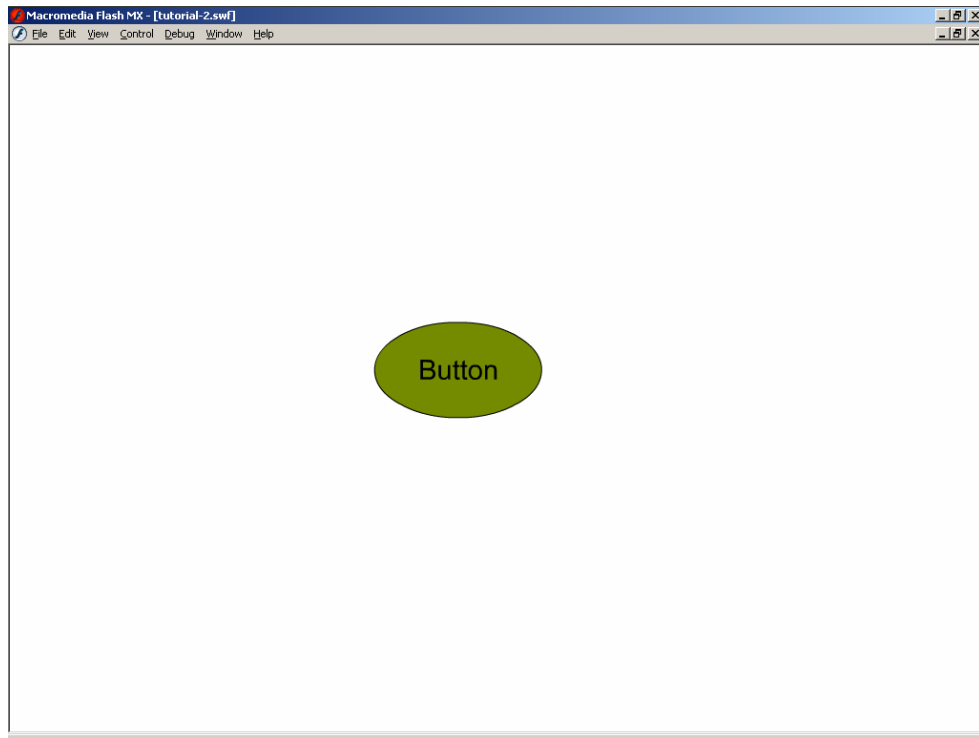 Macromedia Flash MX - [tutorial-2.swf]
File Edit View Control Debug Window Help
Button